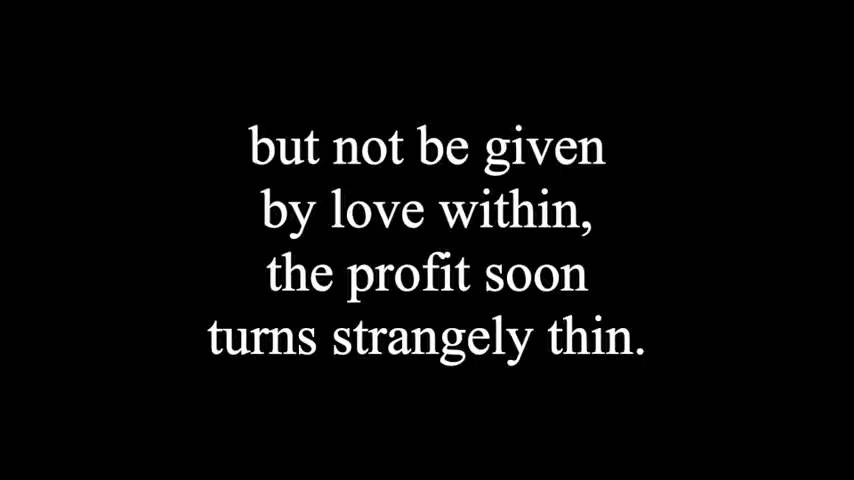 but not be given
by love within,
the profit soon
turns strangely thin.